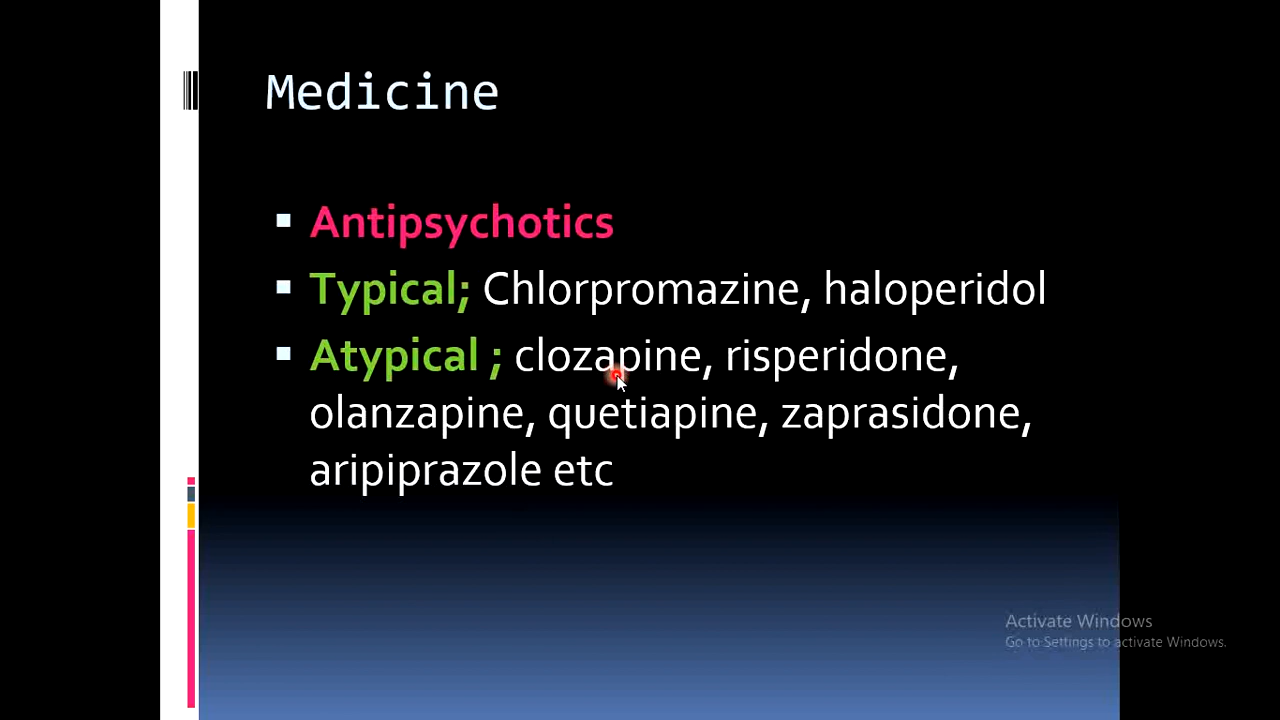 Medicine
Antipsychotics
Typical; Chlorpromazine, haloperidol
Atypical ; clozapine, risperidone,
olanzapine, quetiapine, zaprasidone,
aripiprazole etc
Activate Windows
Go to Settings to activate Windows.